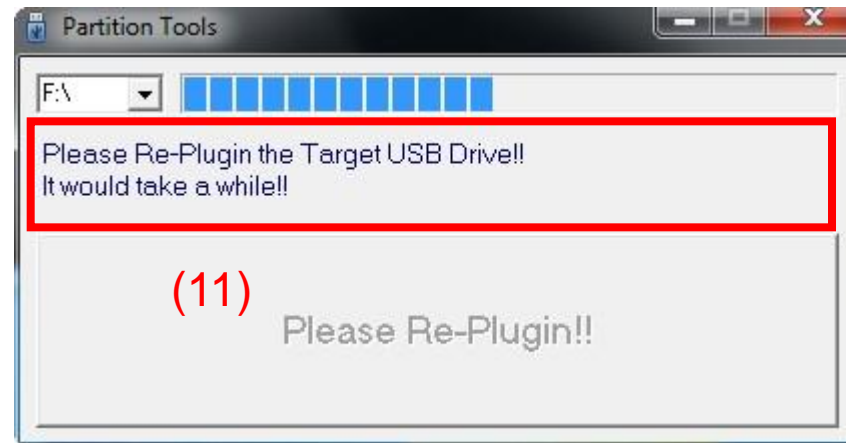 Partition Tools
F:\
Please Re-Plugin the Target USB Drive!!
It would take a while!!
(11)
Please Re-Plugin!!